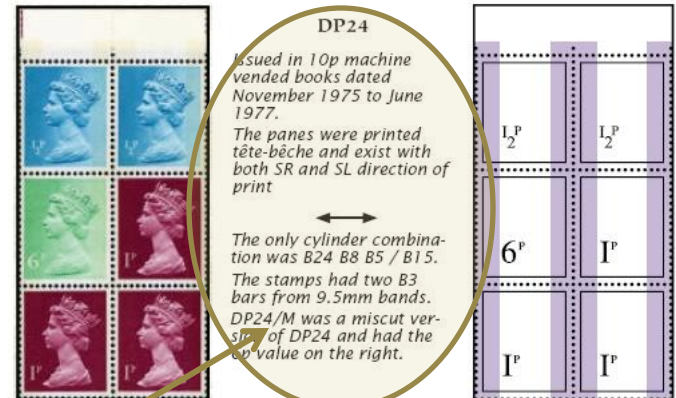 DP24
Issued in 10p machine
vended books dated
November 1975 to June
1977.
The panes were printed
tête-bêche and exist with
both SR and SL direction of
print
The only cylinder combina-
tion was B24 B8 B5 / B15.
The stamps had two B3
bars from 9.5mm bands.
DP24/M was a miscut ver-
of DP24 and had the
value on the right.
½P ½P
6P 1P
1P 1P
½P ½P
6P 1P
1P 1P